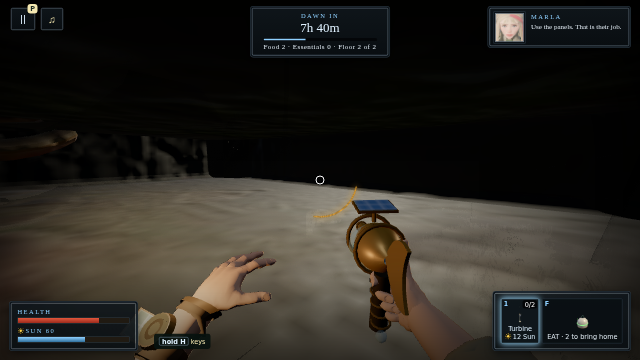 P
DAWN IN
7h 40m
Food 2 · Essentials 0 · Floor 2 of 2
MARLA
Use the panels. That is their job.
HEALTH
SUN 60
hold H keys
1 0/2
Turbine
12 Sun
F
EAT · 2 to bring home